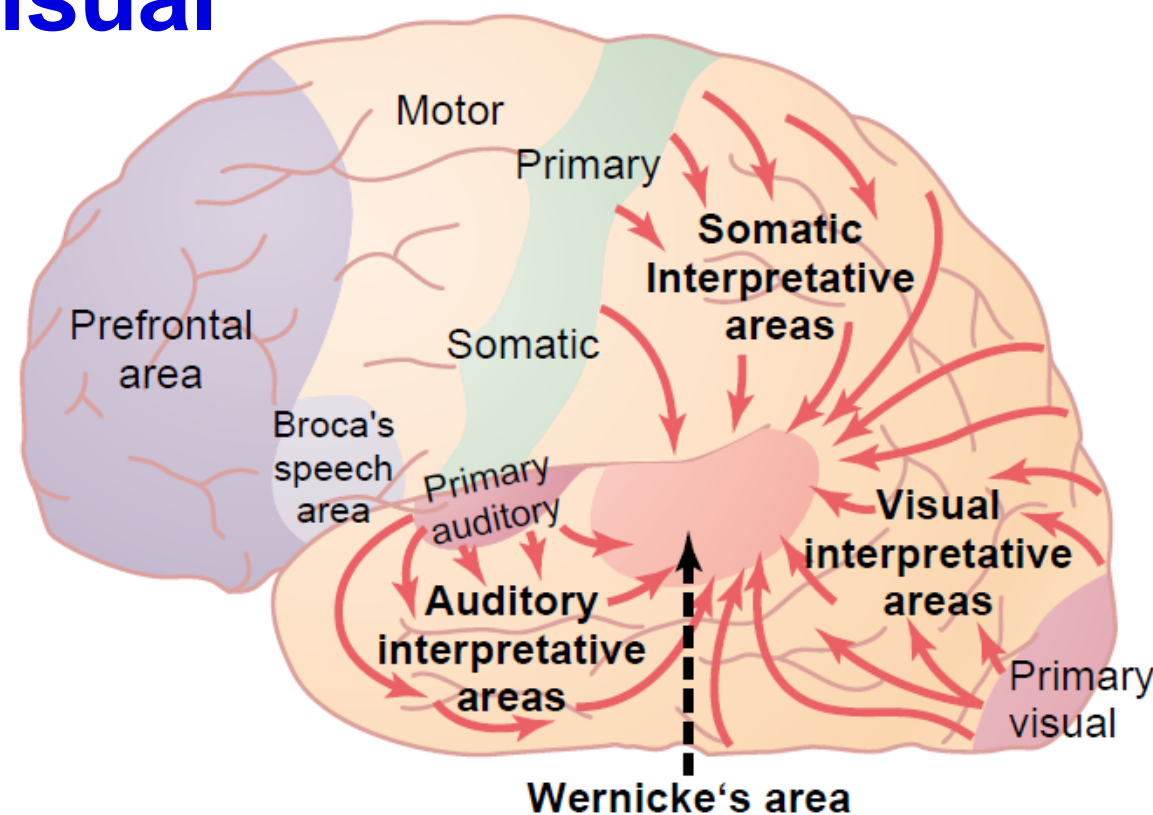 isual
Motor
Primary
Somatic
Interpretative
areas
Prefrontal
area
Somatic
Broca's
speech
area
Primary
auditory
Visual
interpretative
areas
Auditory
interpretative
areas
Primary
visual
Wernicke‘s area